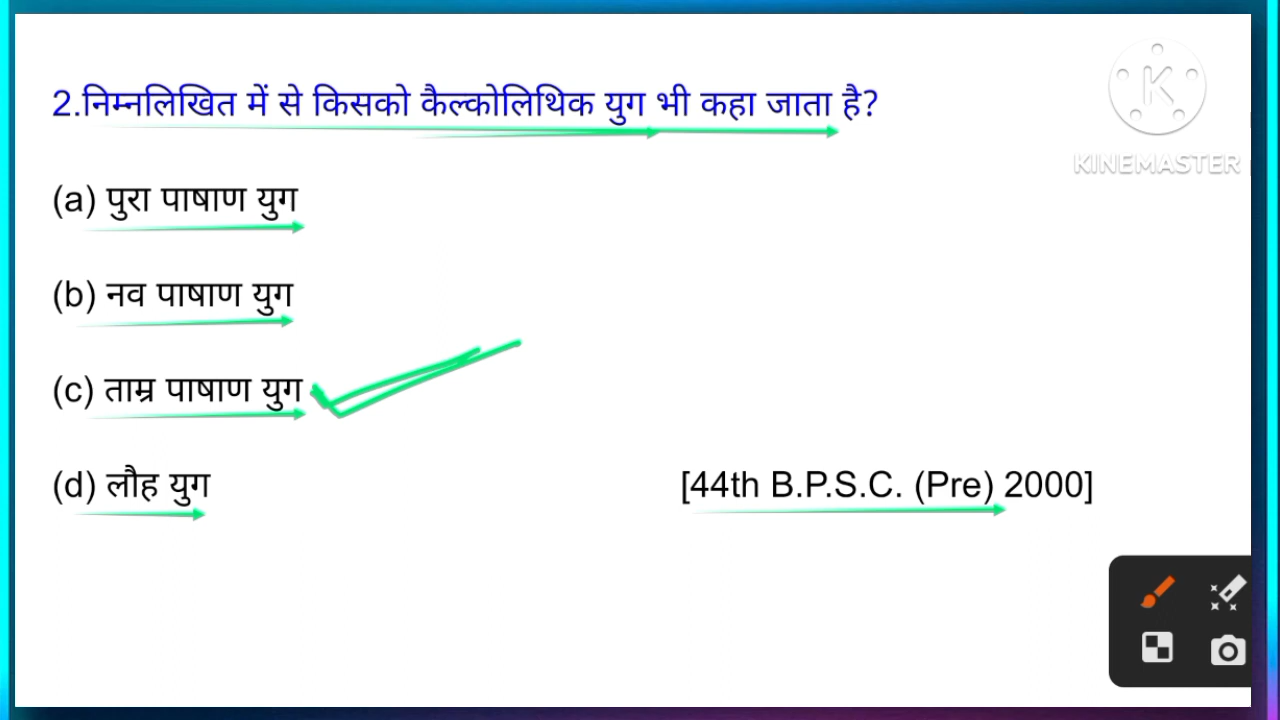 2.निम्नलिखित में से किसको कैल्कोलिथिक युग भी कहा जाता है?
K
KINEMASTER
(a) पुरा पाषाण युग
(b) नव पाषाण युग
(c) ताम्र पाषाण युग
(d) लौह युग
[44th B.P.S.C. (Pre) 2000]